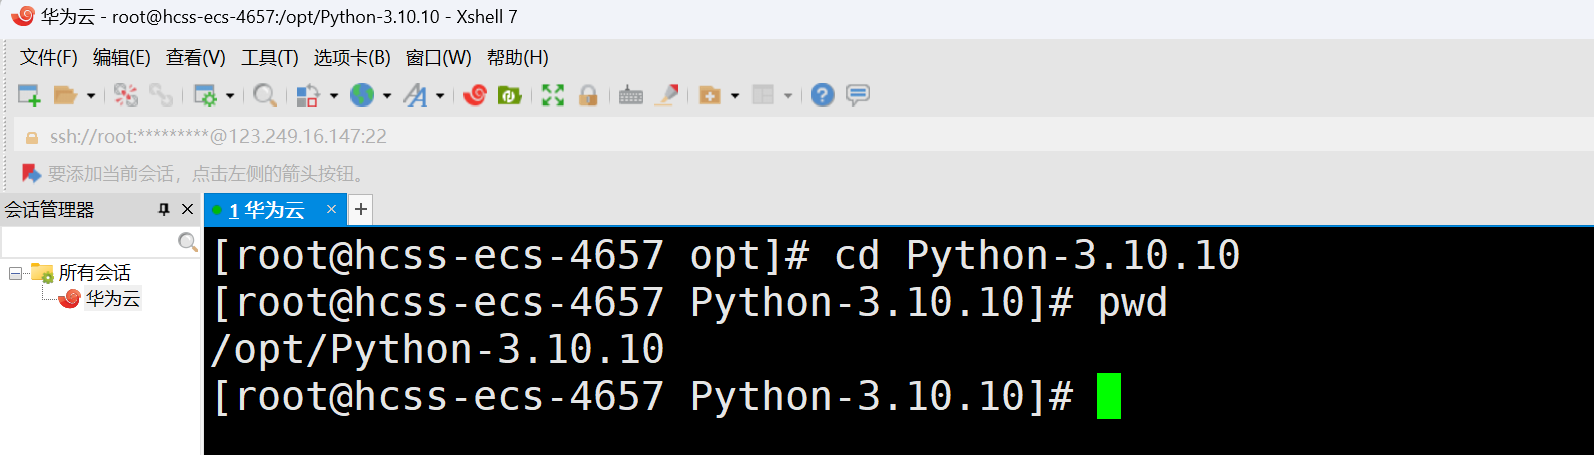 华为云 - root@hcss-ecs-4657:/opt/Python-3.10.10 - Xshell 7
文件(F) 编辑(E) 查看(V) 工具(T) 选项卡(B) 窗口(W) 帮助(H)
ssh://root:*********@123.249.16.147:22
要添加当前会话，点击左侧的箭头按钮。
会话管理器
1 华为云
所有会话
华为云
[root@hcss-ecs-4657 opt]# cd Python-3.10.10
[root@hcss-ecs-4657 Python-3.10.10]# pwd
/opt/Python-3.10.10
[root@hcss-ecs-4657 Python-3.10.10]#